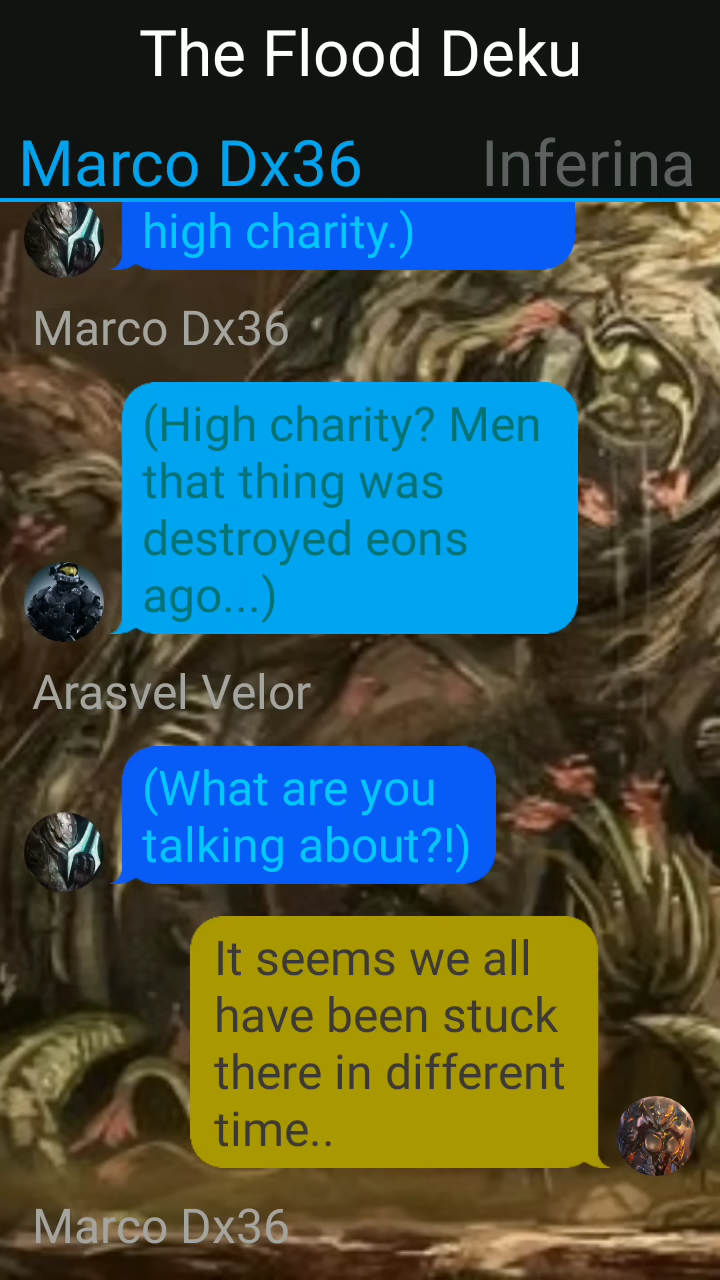 The Flood Deku
Marco Dx36 Inferina
high charity.)
Marco Dx36
(High charity? Men
that thing was
destroyed eons
ago...)
Arasvel Velor
(What are you
talking about?!)
It seems we all
have been stuck
there in different
time..
Marco Dx36